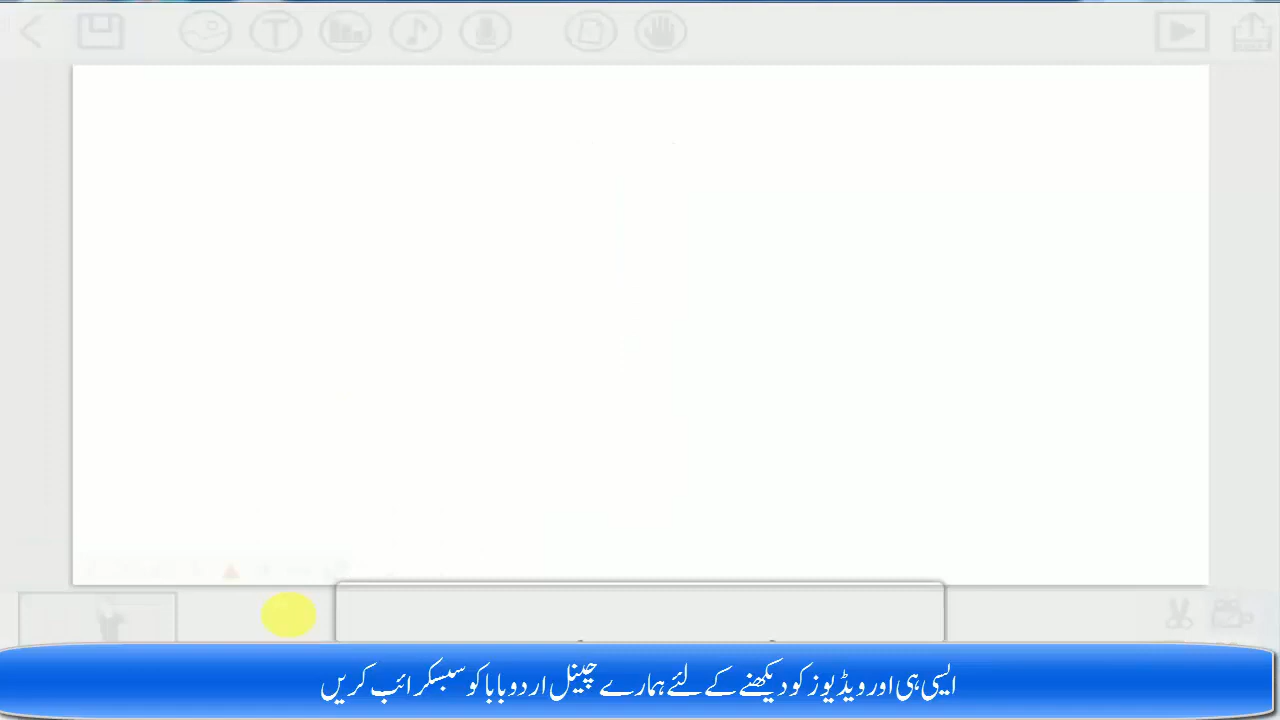 ایسی ہی اور ویڈیوز کو دیکھنے کے لئے ہمارے چینل اردو بابا کو سبسکرائب کریں